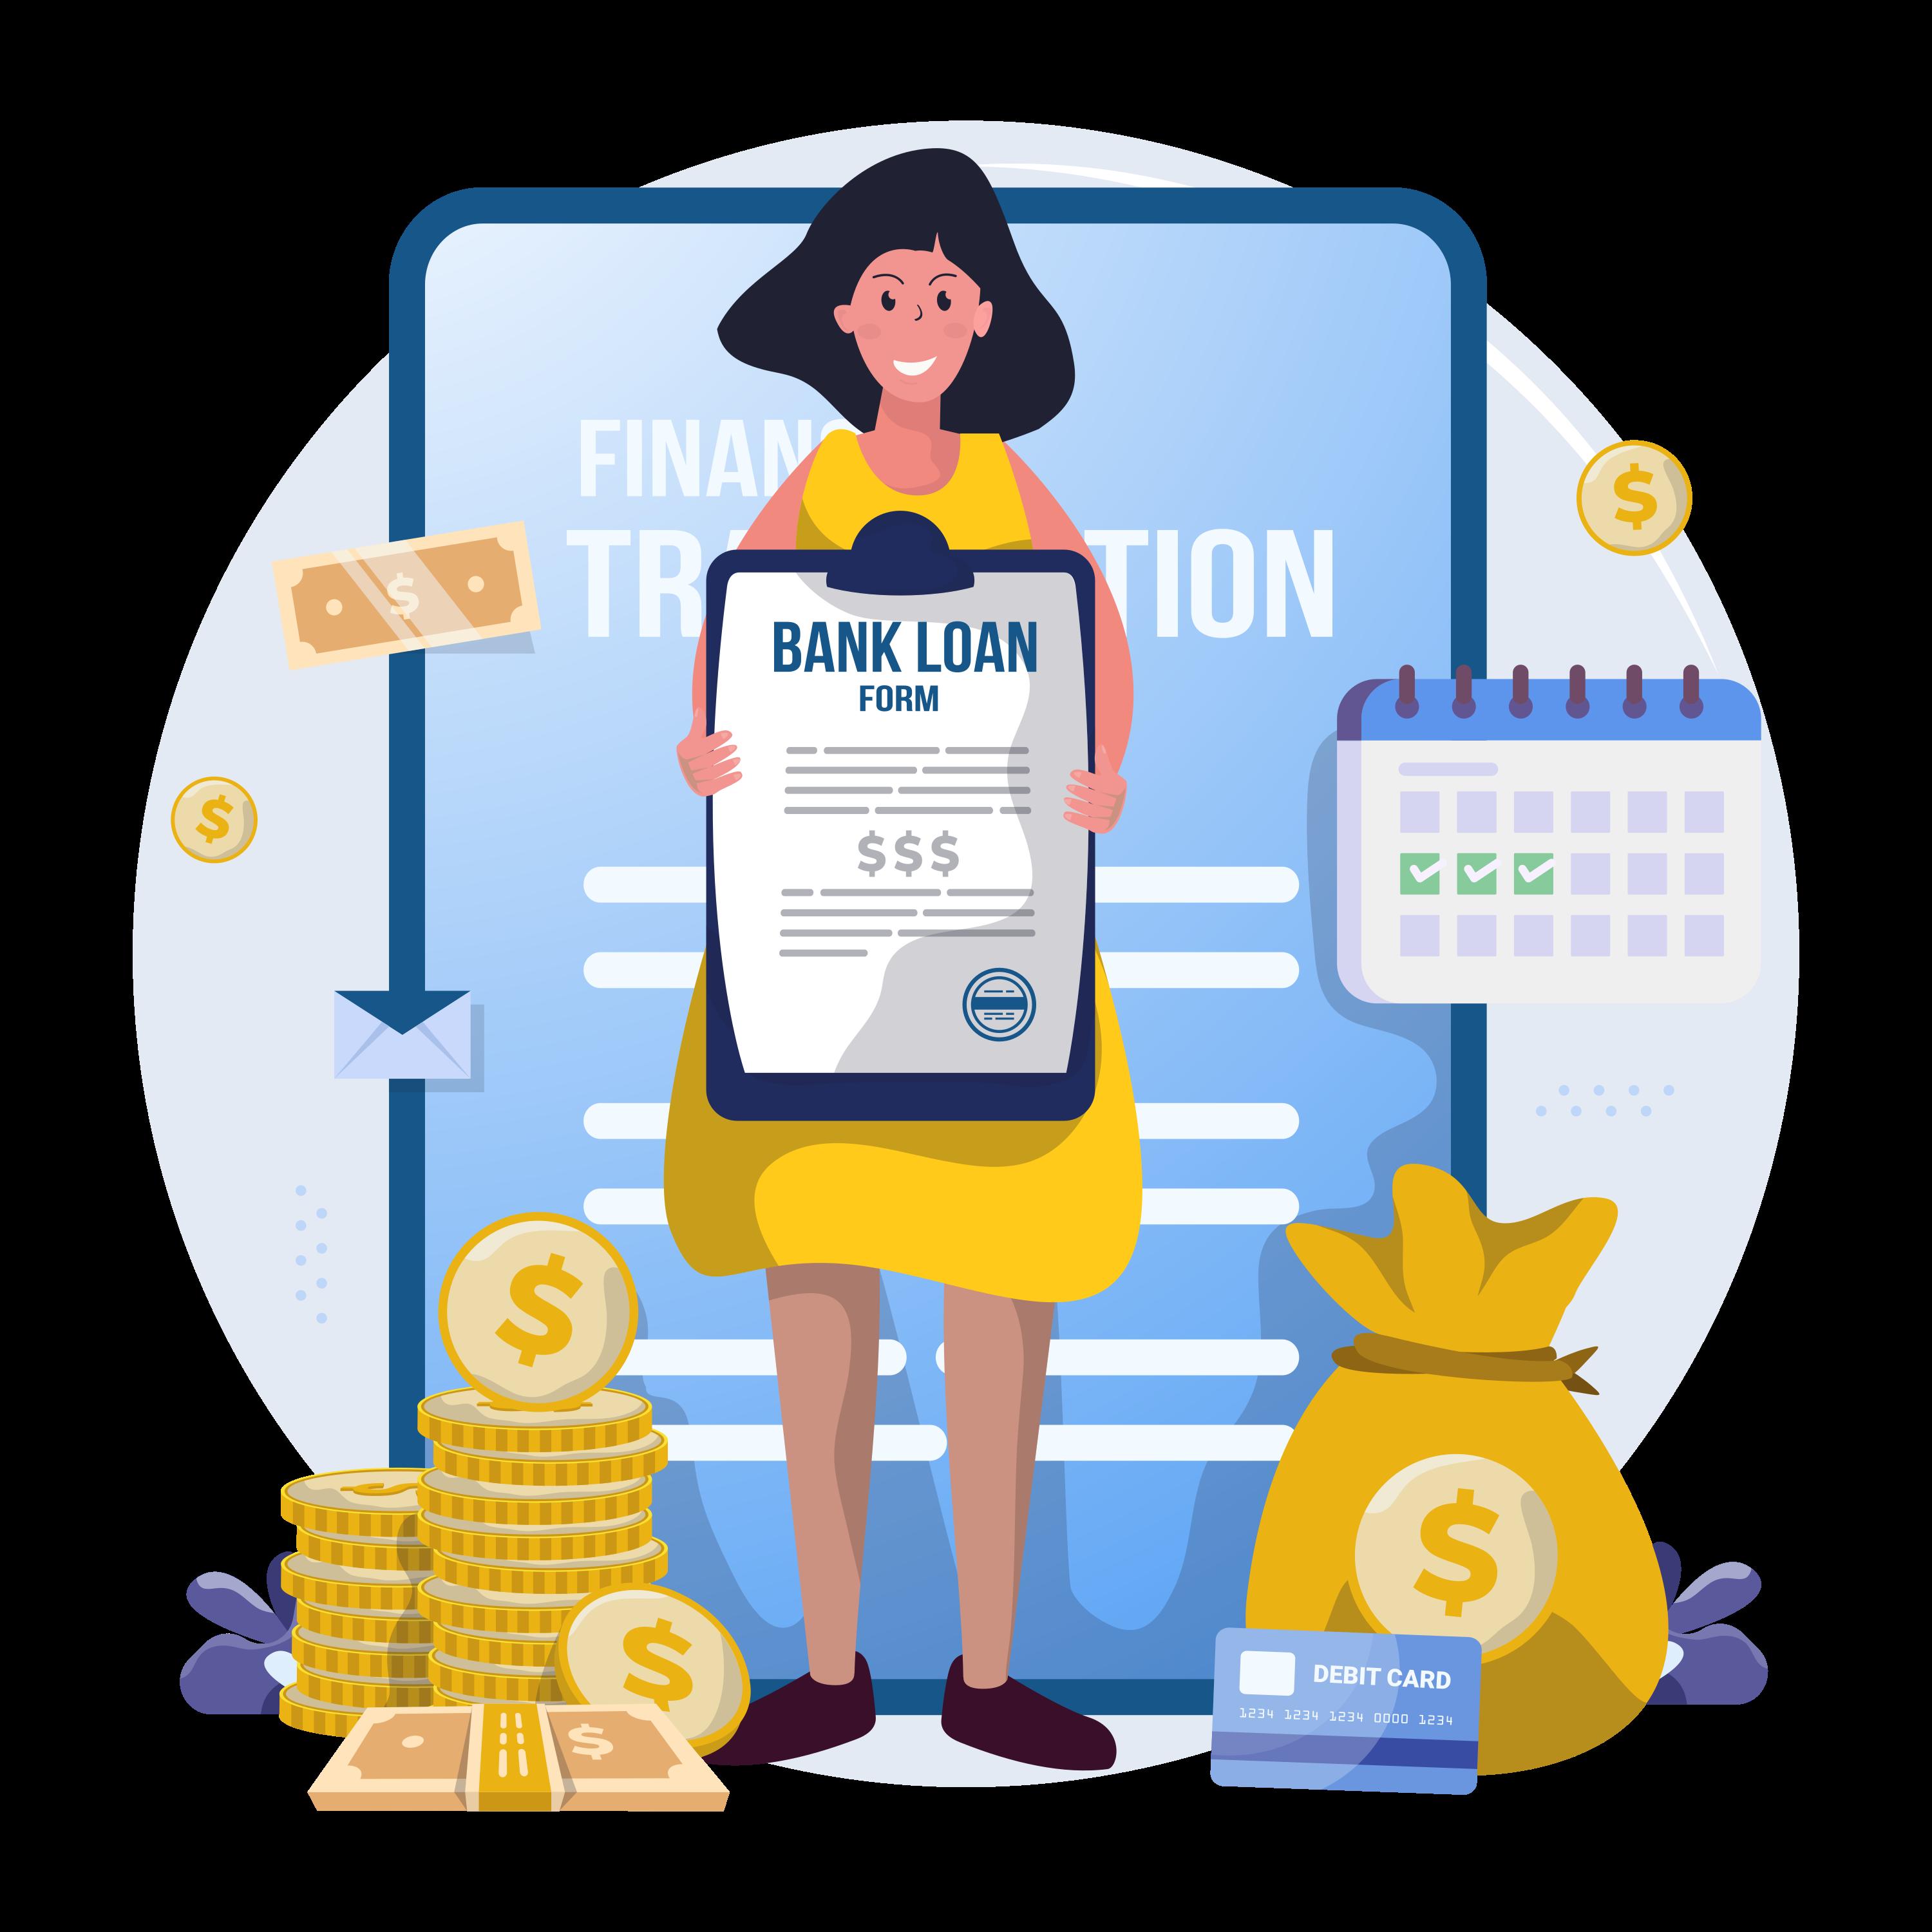 FINANC
TRA TION
BANK LOAN
FORM
$$$
$
$
$
$
$
$
$
DEBIT CARD
1234 1234 1234 0000 1234